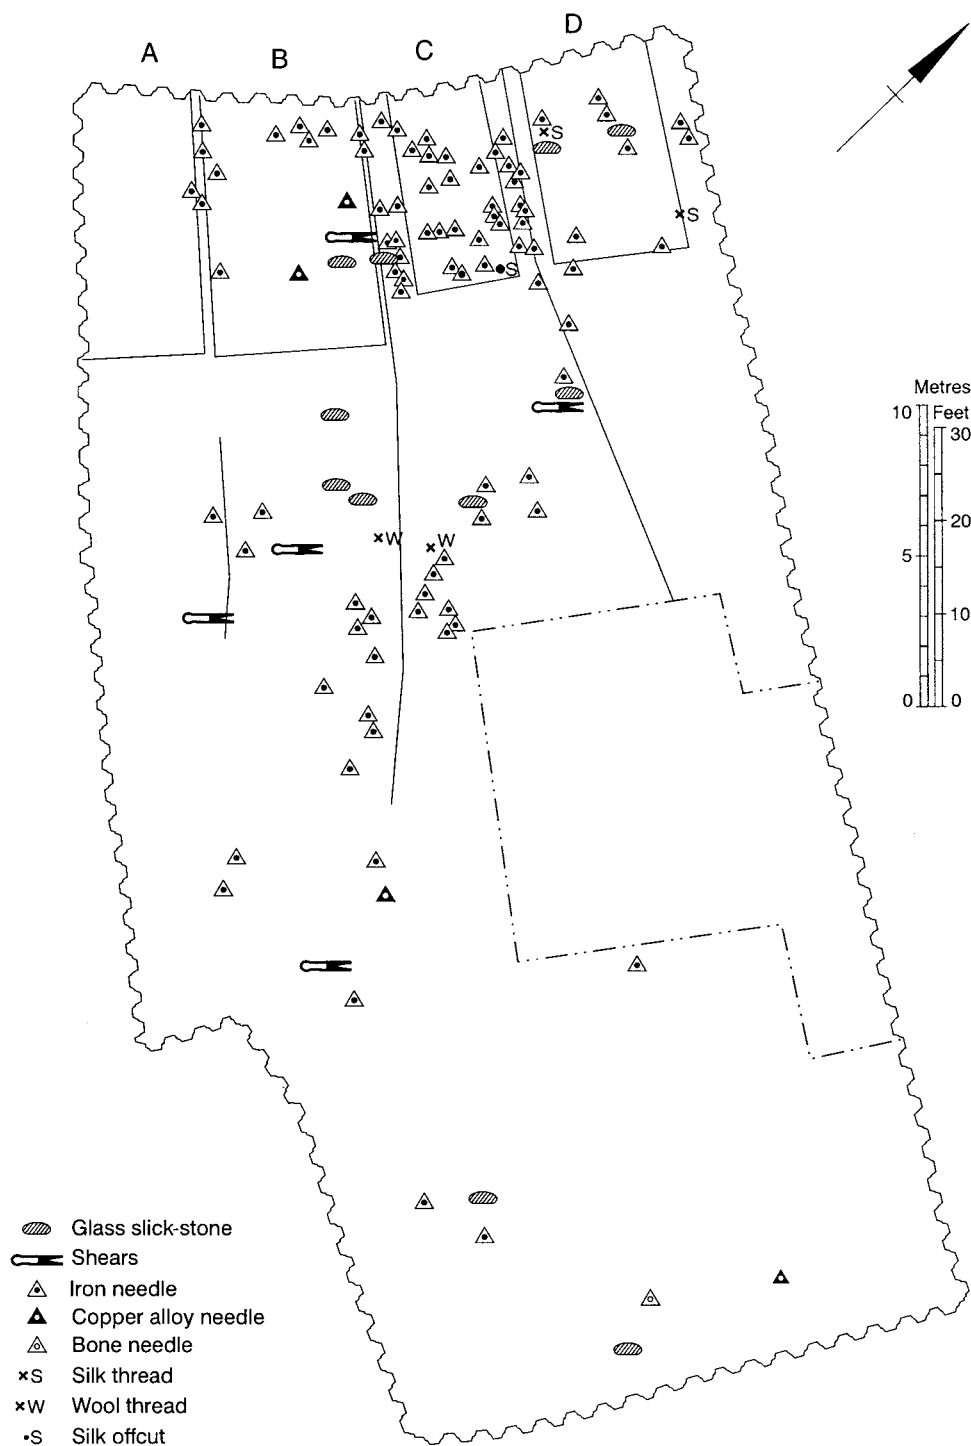 A B C D
S
S
S
Metres
10 Feet
30
20
W W
5
10
0 0
Glass slick-stone
Shears
Iron needle
Copper alloy needle
Bone needle
S Silk thread
W Wool thread
S Silk offcut